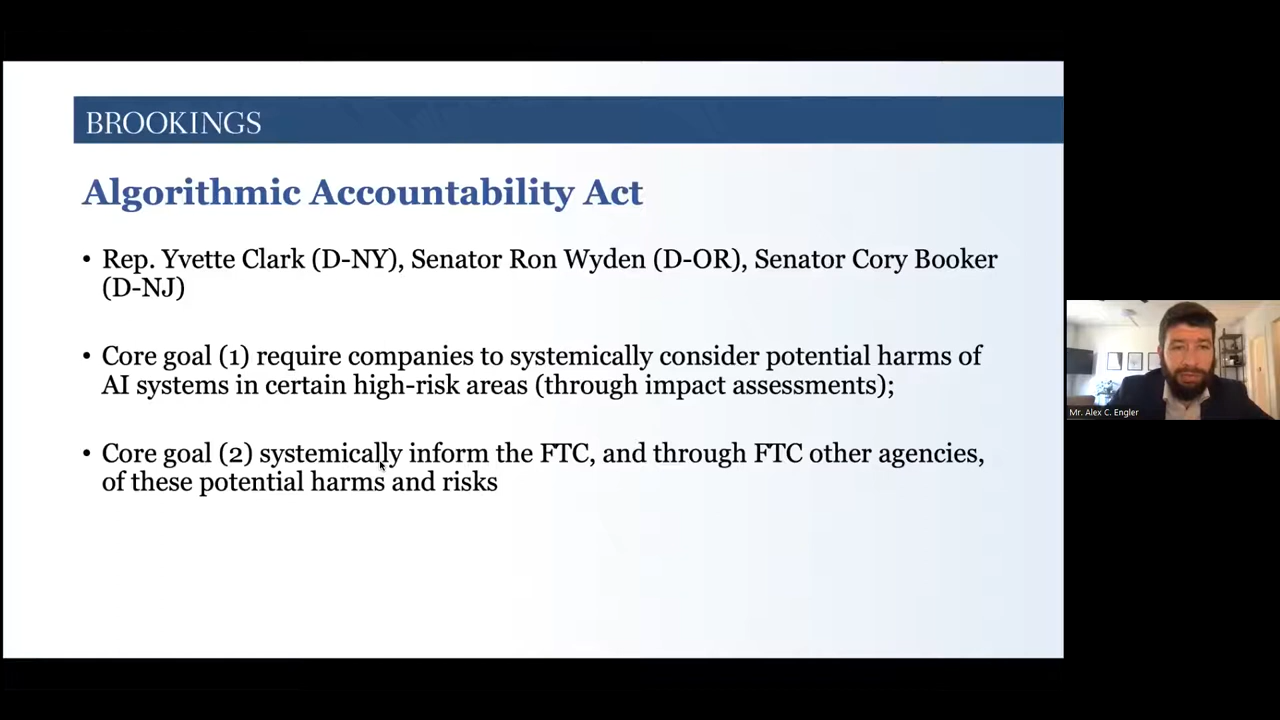 BROOKINGS
Algorithmic Accountability Act
• Rep. Yvette Clark (D-NY), Senator Ron Wyden (D-OR), Senator Cory Booker
(D-NJ)
• Core goal (1) require companies to systemically consider potential harms of
AI systems in certain high-risk areas (through impact assessments);
• Core goal (2) systemically inform the FTC, and through FTC other agencies,
of these potential harms and risks
Mr. Alex C. Engler